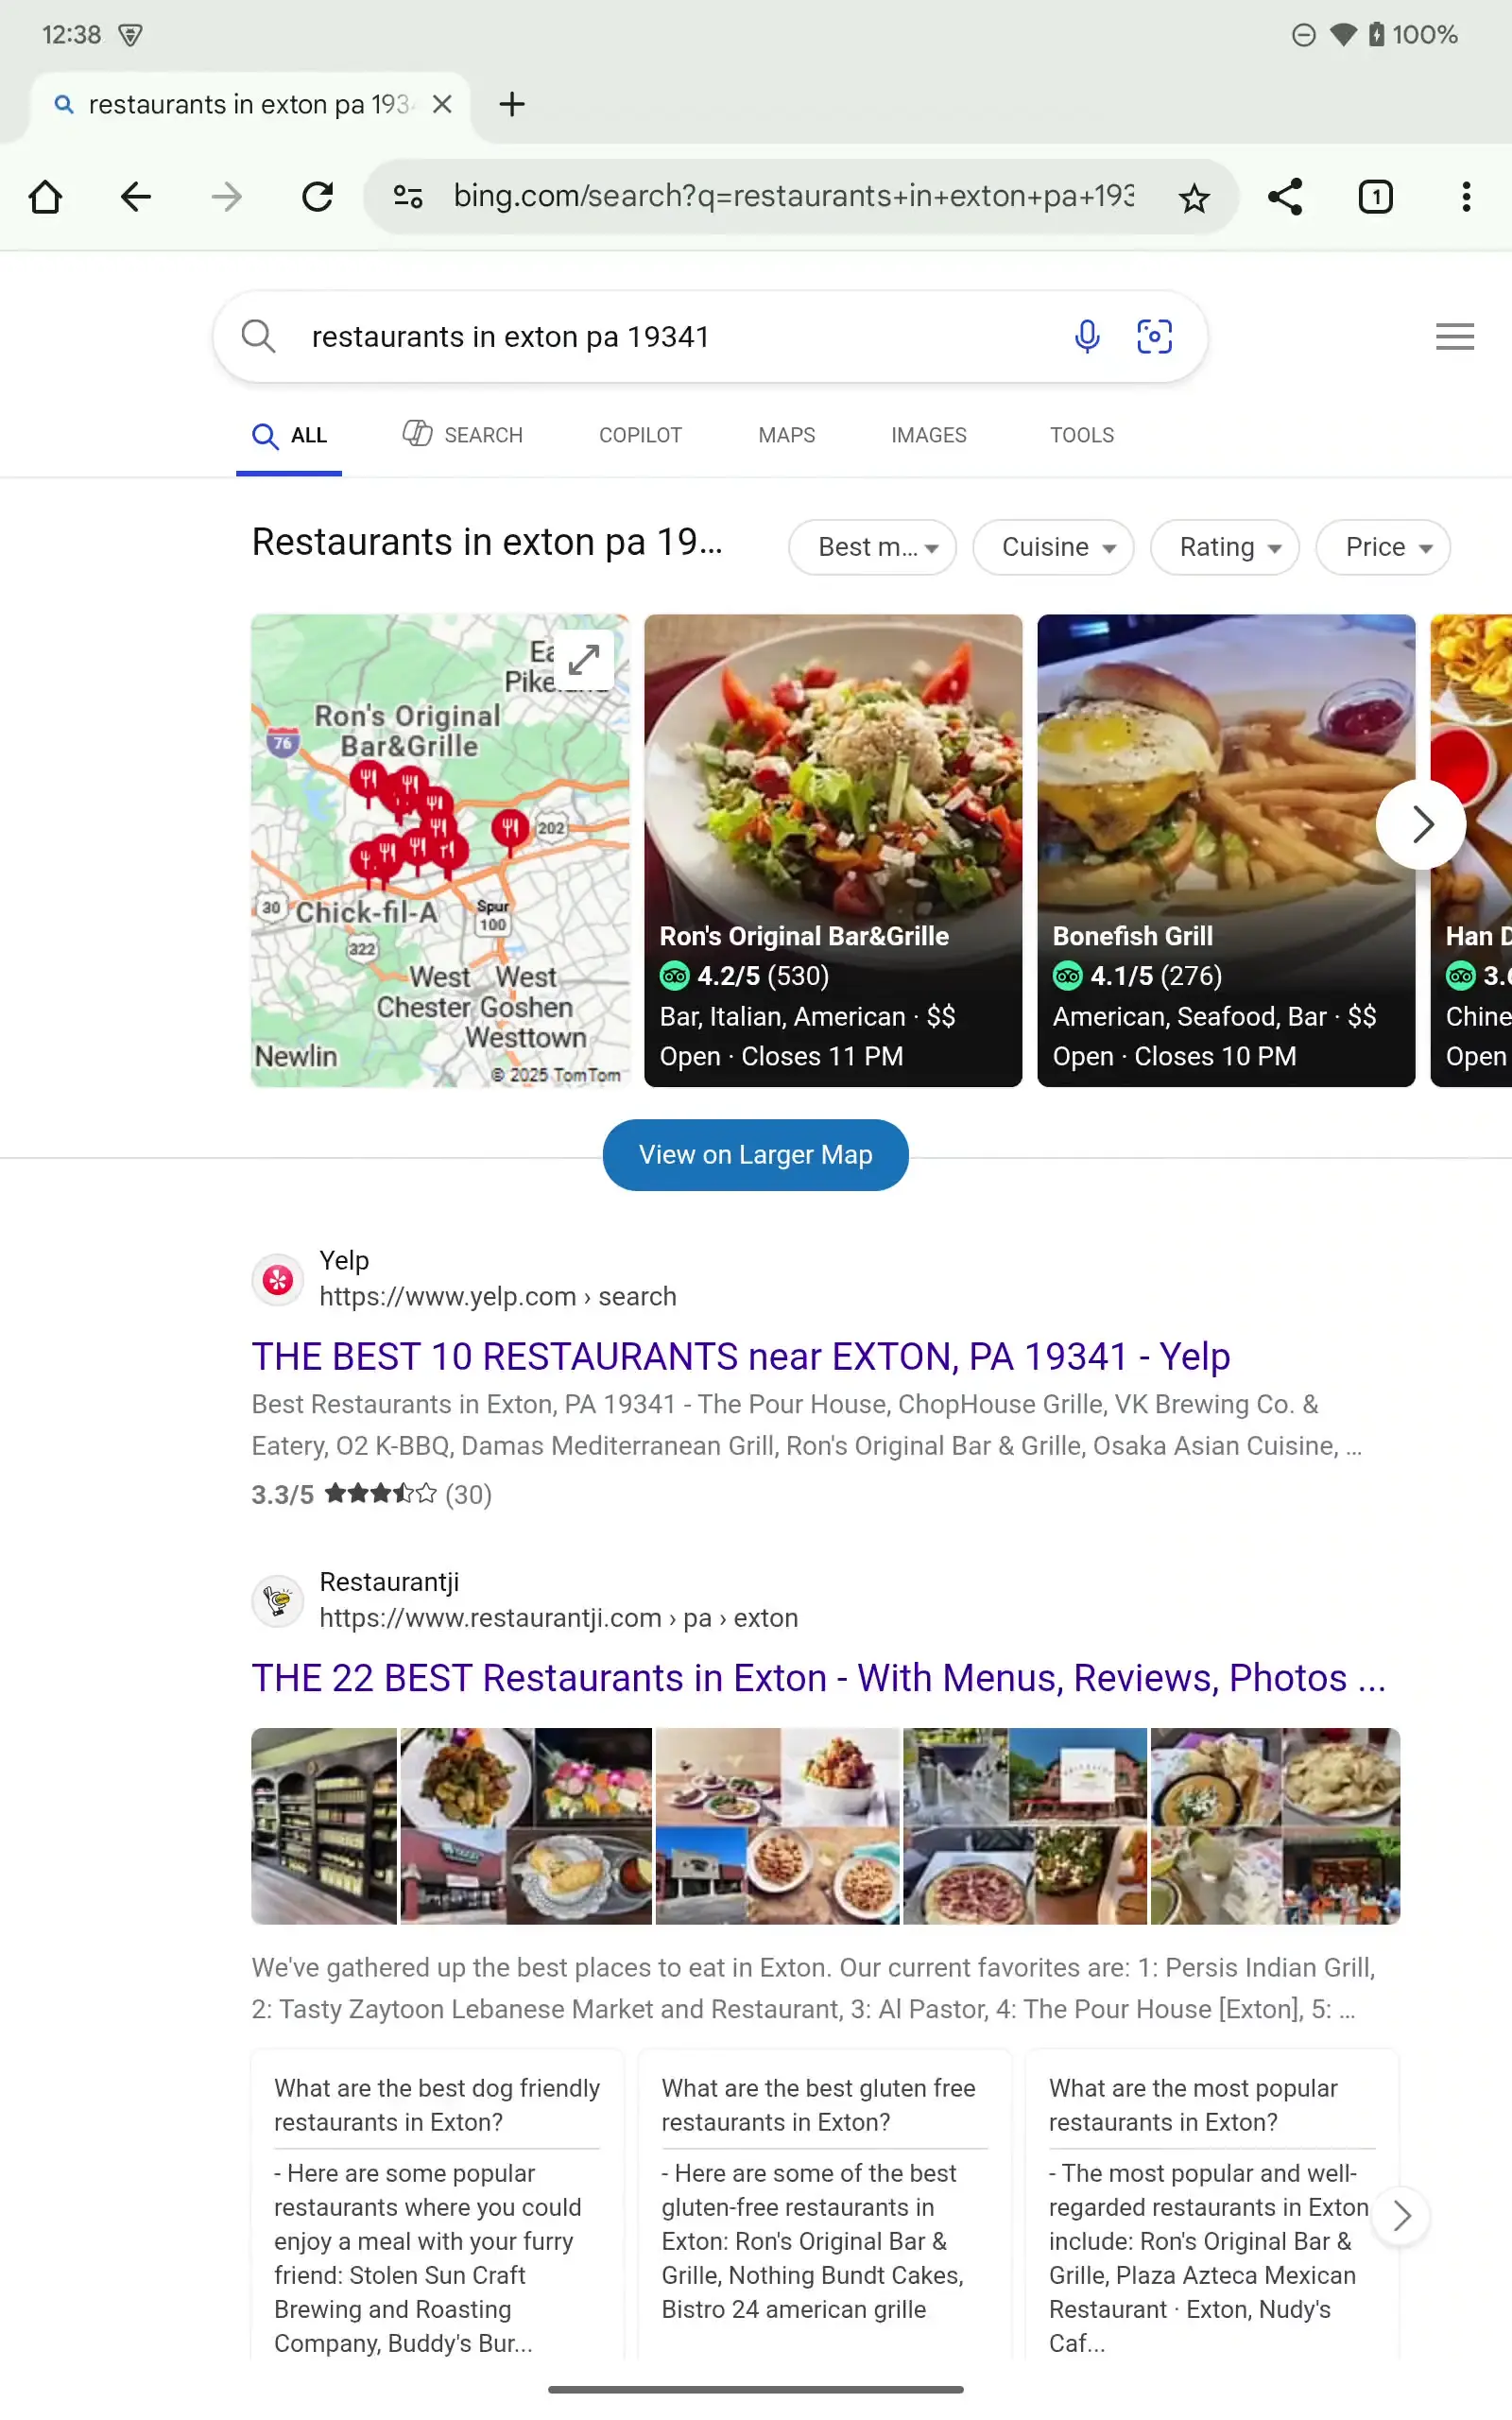 12:38
100%
restaurants in exton pa 193
bing.com/search?q=restaurants+in+exton+pa+193
1
restaurants in exton pa 19341
ALL
SEARCH
COPILOT
MAPS
IMAGES
TOOLS
Restaurants in exton pa 19...
Best m...
Cuisine
Rating
Price
Ron's Original
Bar&Grille
76
202
30
Chick-fil-A
Spur
100
322
West West
Chester Goshen
Westtown
Newlin
© 2025 TomTom
Ron's Original Bar&Grille
4.2/5 (530)
Bar, Italian, American · $$
Open · Closes 11 PM
Bonefish Grill
4.1/5 (276)
American, Seafood, Bar · $$
Open · Closes 10 PM
Han
Open
View on Larger Map
Yelp
https://www.yelp.com › search
THE BEST 10 RESTAURANTS near EXTON, PA 19341 - Yelp
Best Restaurants in Exton, PA 19341 - The Pour House, ChopHouse Grille, VK Brewing Co. &
Eatery, O2 K-BBQ, Damas Mediterranean Grill, Ron's Original Bar & Grille, Osaka Asian Cuisine, ...
3.3/5 (30)
Restaurantji
https://www.restaurantji.com › pa › exton
THE 22 BEST Restaurants in Exton - With Menus, Reviews, Photos ...
We've gathered up the best places to eat in Exton. Our current favorites are: 1: Persis Indian Grill,
2: Tasty Zaytoon Lebanese Market and Restaurant, 3: Al Pastor, 4: The Pour House [Exton], 5: ...
What are the best dog friendly
restaurants in Exton?
- Here are some popular
restaurants where you could
enjoy a meal with your furry
friend: Stolen Sun Craft
Brewing and Roasting
Company, Buddy's Bur...
What are the best gluten free
restaurants in Exton?
- Here are some of the best
gluten-free restaurants in
Exton: Ron's Original Bar &
Grille, Nothing Bundt Cakes,
Bistro 24 american grille
What are the most popular
restaurants in Exton?
- The most popular and well-
regarded restaurants in Exton
include: Ron's Original Bar &
Grille, Plaza Azteca Mexican
Restaurant · Exton, Nudy's
Caf...